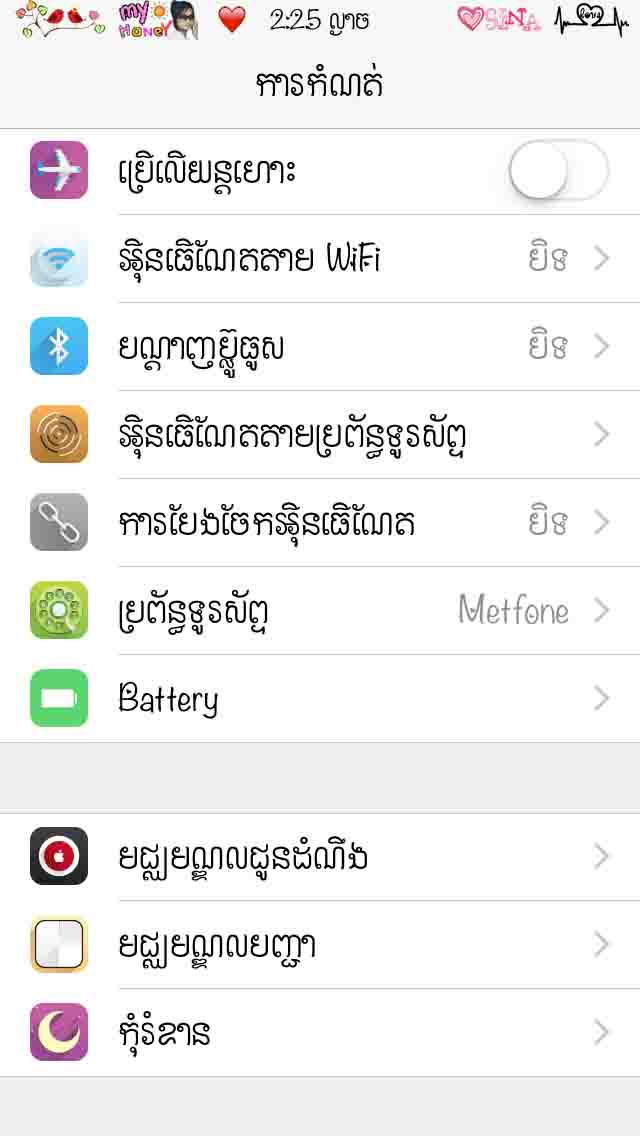 my
HONEY
2:25 ល្ងាច
SINA
Love
ការកំណត់
ប្រើលើយន្តហោះ
អ៊ិនធើណែតតាម WiFi
បិទ
បណ្ដាញប្ល៊ូធូស
បិទ
អ៊ិនធើណែតតាមប្រព័ន្ធទូរស័ព្ទ
ការបែងចែកអ៊ិនធើណែត
បិទ
ប្រព័ន្ធទូរស័ព្ទ
Metfone
Battery
មជ្ឈមណ្ឌលជូនដំណឹង
មជ្ឈមណ្ឌលបញ្ជា
កុំរំខាន